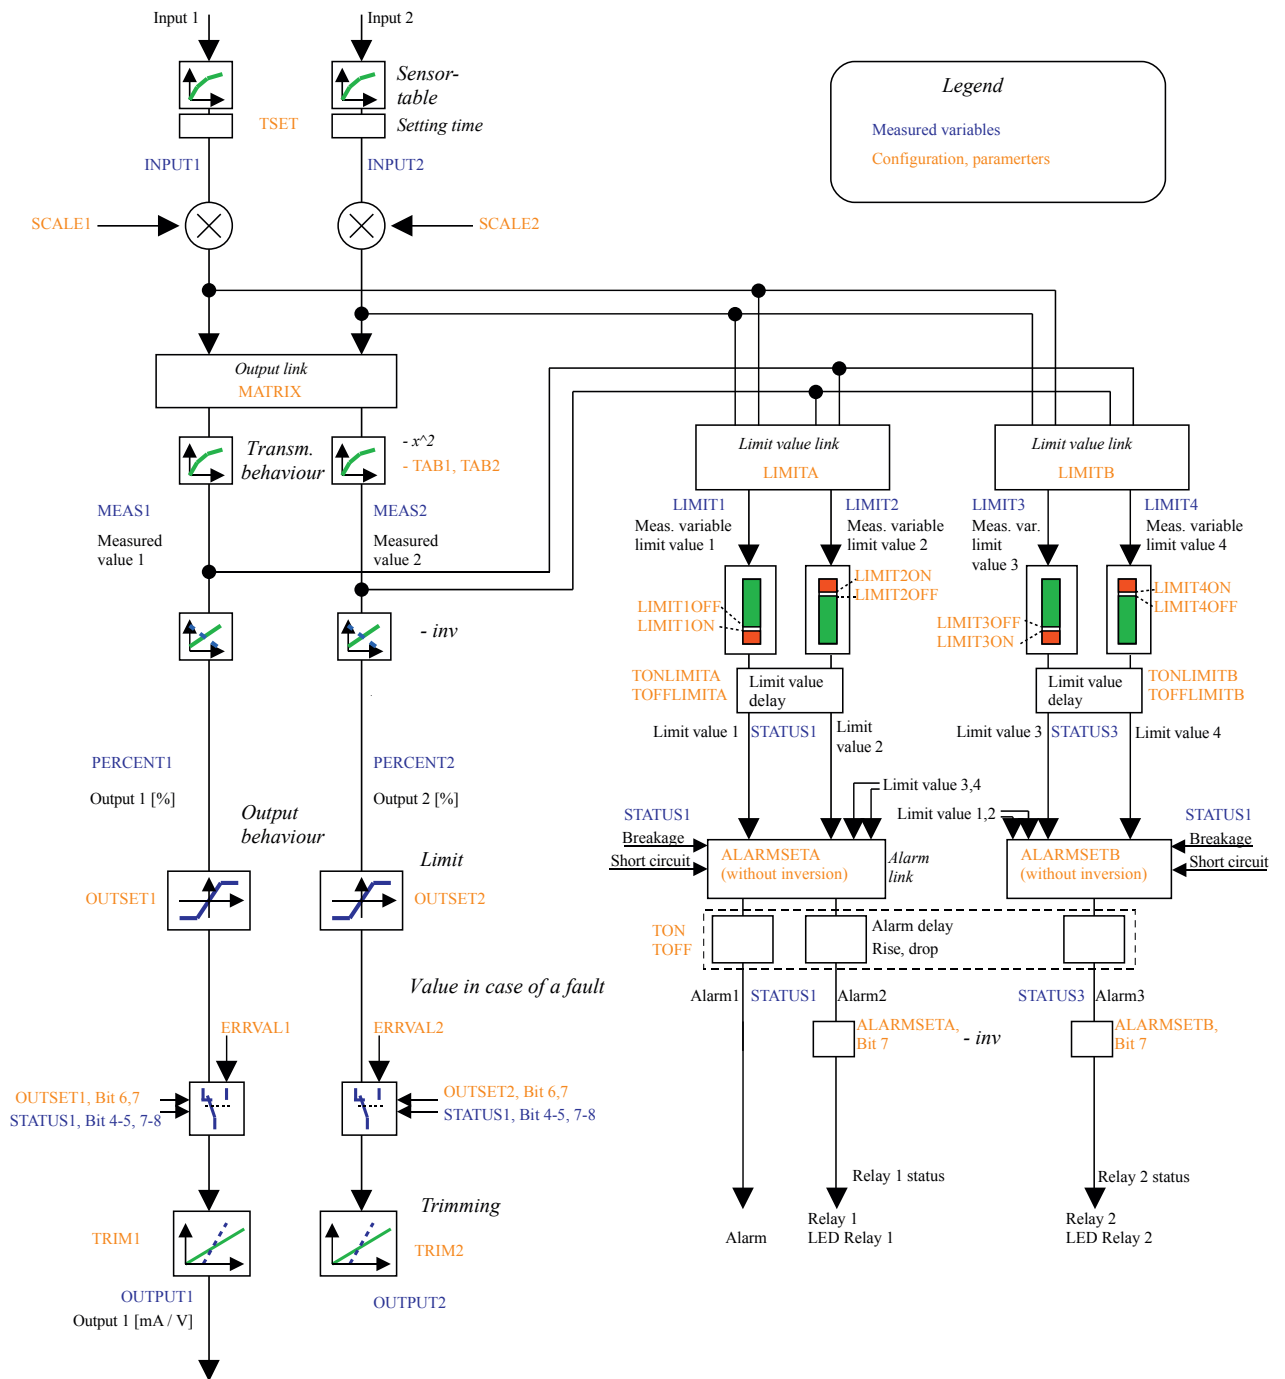 Input 1
Input 2
Sensor-
table
TSET
Setting time
INPUT1
INPUT2
SCALE1
SCALE2
Legend
Measured variables
Configuration, paramerters
Output link
MATRIX
Transm.
behaviour
- x^2
- TAB1, TAB2
MEAS1
Measured
value 1
MEAS2
Measured
value 2
- inv
PERCENT1
Output 1 [%]
PERCENT2
Output 2 [%]
Output
behaviour
Limit
OUTSET1
OUTSET2
Value in case of a fault
ERRVAL1
ERRVAL2
OUTSET1, Bit 6,7
STATUS1, Bit 4-5, 7-8
OUTSET2, Bit 6,7
STATUS1, Bit 4-5, 7-8
Trimming
TRIM1
TRIM2
OUTPUT1
Output 1 [mA / V]
OUTPUT2
Limit value link
LIMITA
Limit value link
LIMITB
LIMIT1
Meas. variable
limit value 1
LIMIT2
Meas. variable
limit value 2
LIMIT3
Meas. var.
limit
value 3
LIMIT4
Meas. variable
limit value 4
LIMIT1OFF
LIMIT1ON
LIMIT2ON
LIMIT2OFF
LIMIT3OFF
LIMIT3ON
LIMIT4ON
LIMIT4OFF
TONLIMITA
TOFFLIMITA
Limit value
delay
Limit value
delay
TONLIMITB
TOFFLIMITB
Limit value 1
STATUS1
Limit
value 2
Limit value 3
STATUS3
Limit value 4
Limit value 3,4
Limit value 1,2
STATUS1
Breakage
Short circuit
ALARMSETA
(without inversion)
Alarm
link
ALARMSETB
(without inversion)
STATUS1
Breakage
Short circuit
TON
TOFF
Alarm delay
Rise, drop
Alarm1
STATUS1
Alarm2
STATUS3
Alarm3
ALARMSETA,
Bit 7
- inv
ALARMSETB,
Bit 7
Relay 1 status
Relay 2 status
Alarm
Relay 1
LED Relay 1
Relay 2
LED Relay 2